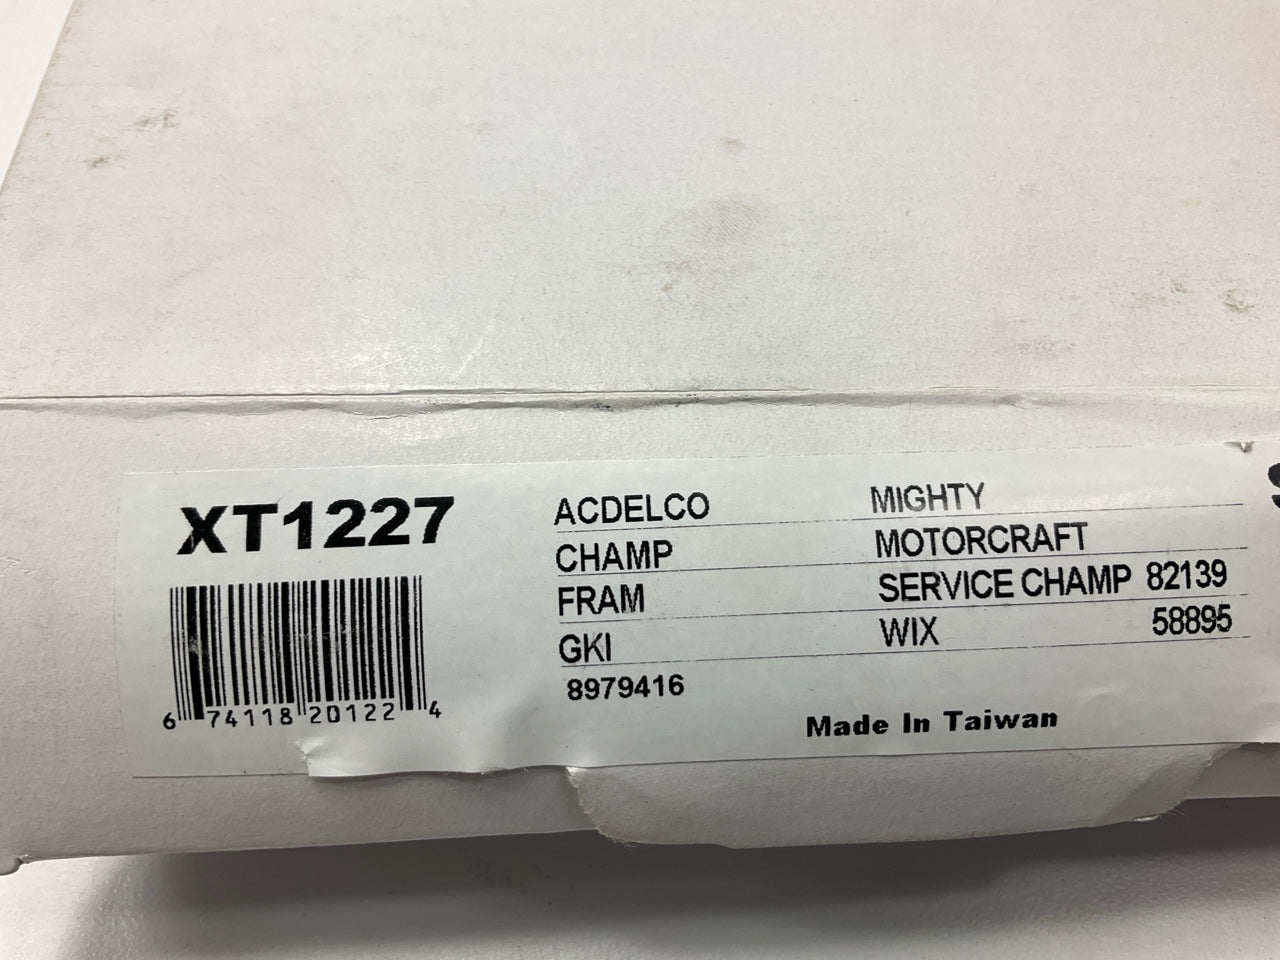 XT1227
6 74118 20122 4
ACDELCO
CHAMP
FRAM
GKI
8979416
MIGHTY
MOTORCRAFT
SERVICE CHAMP 82139
WIX 58895
Made In Taiwan